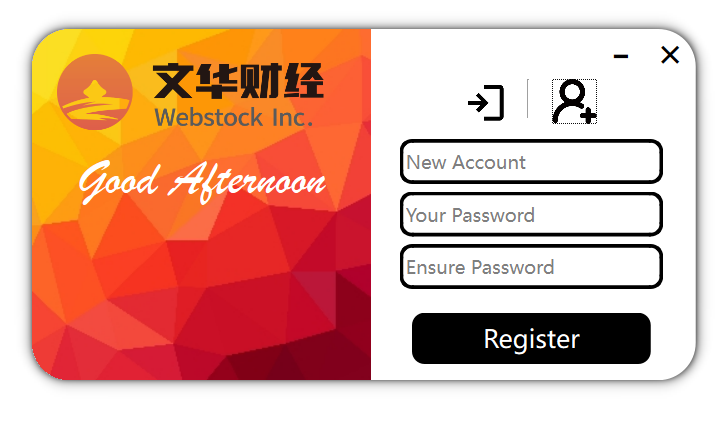 文华财经
Webstock Inc.
Good Afternoon
New Account
Your Password
Ensure Password
Register